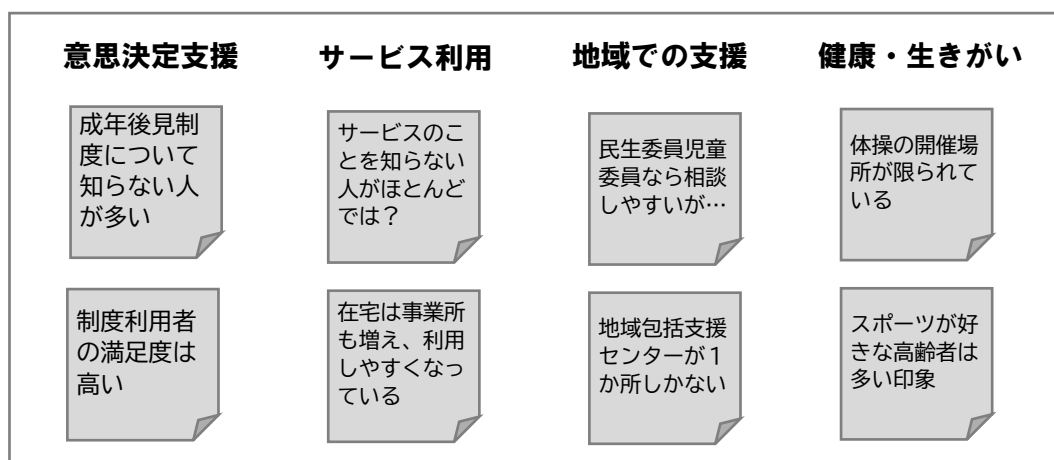 意思決定支援
サービス利用
地域での支援
健康・生きがい
成年後見制
度について
知らない人
が多い
サービスのこ
とを知らない
人がほとんど
では？
民生委員児童
委員なら相談
しやすいが…
体操の開催場
所が限られて
いる
制度利用者
の満足度は
高い
在宅は事業所
も増え、利用
しやすくなっ
ている
地域包括支援
センターが１
か所しかない
スポーツが好
きな高齢者は
多い印象